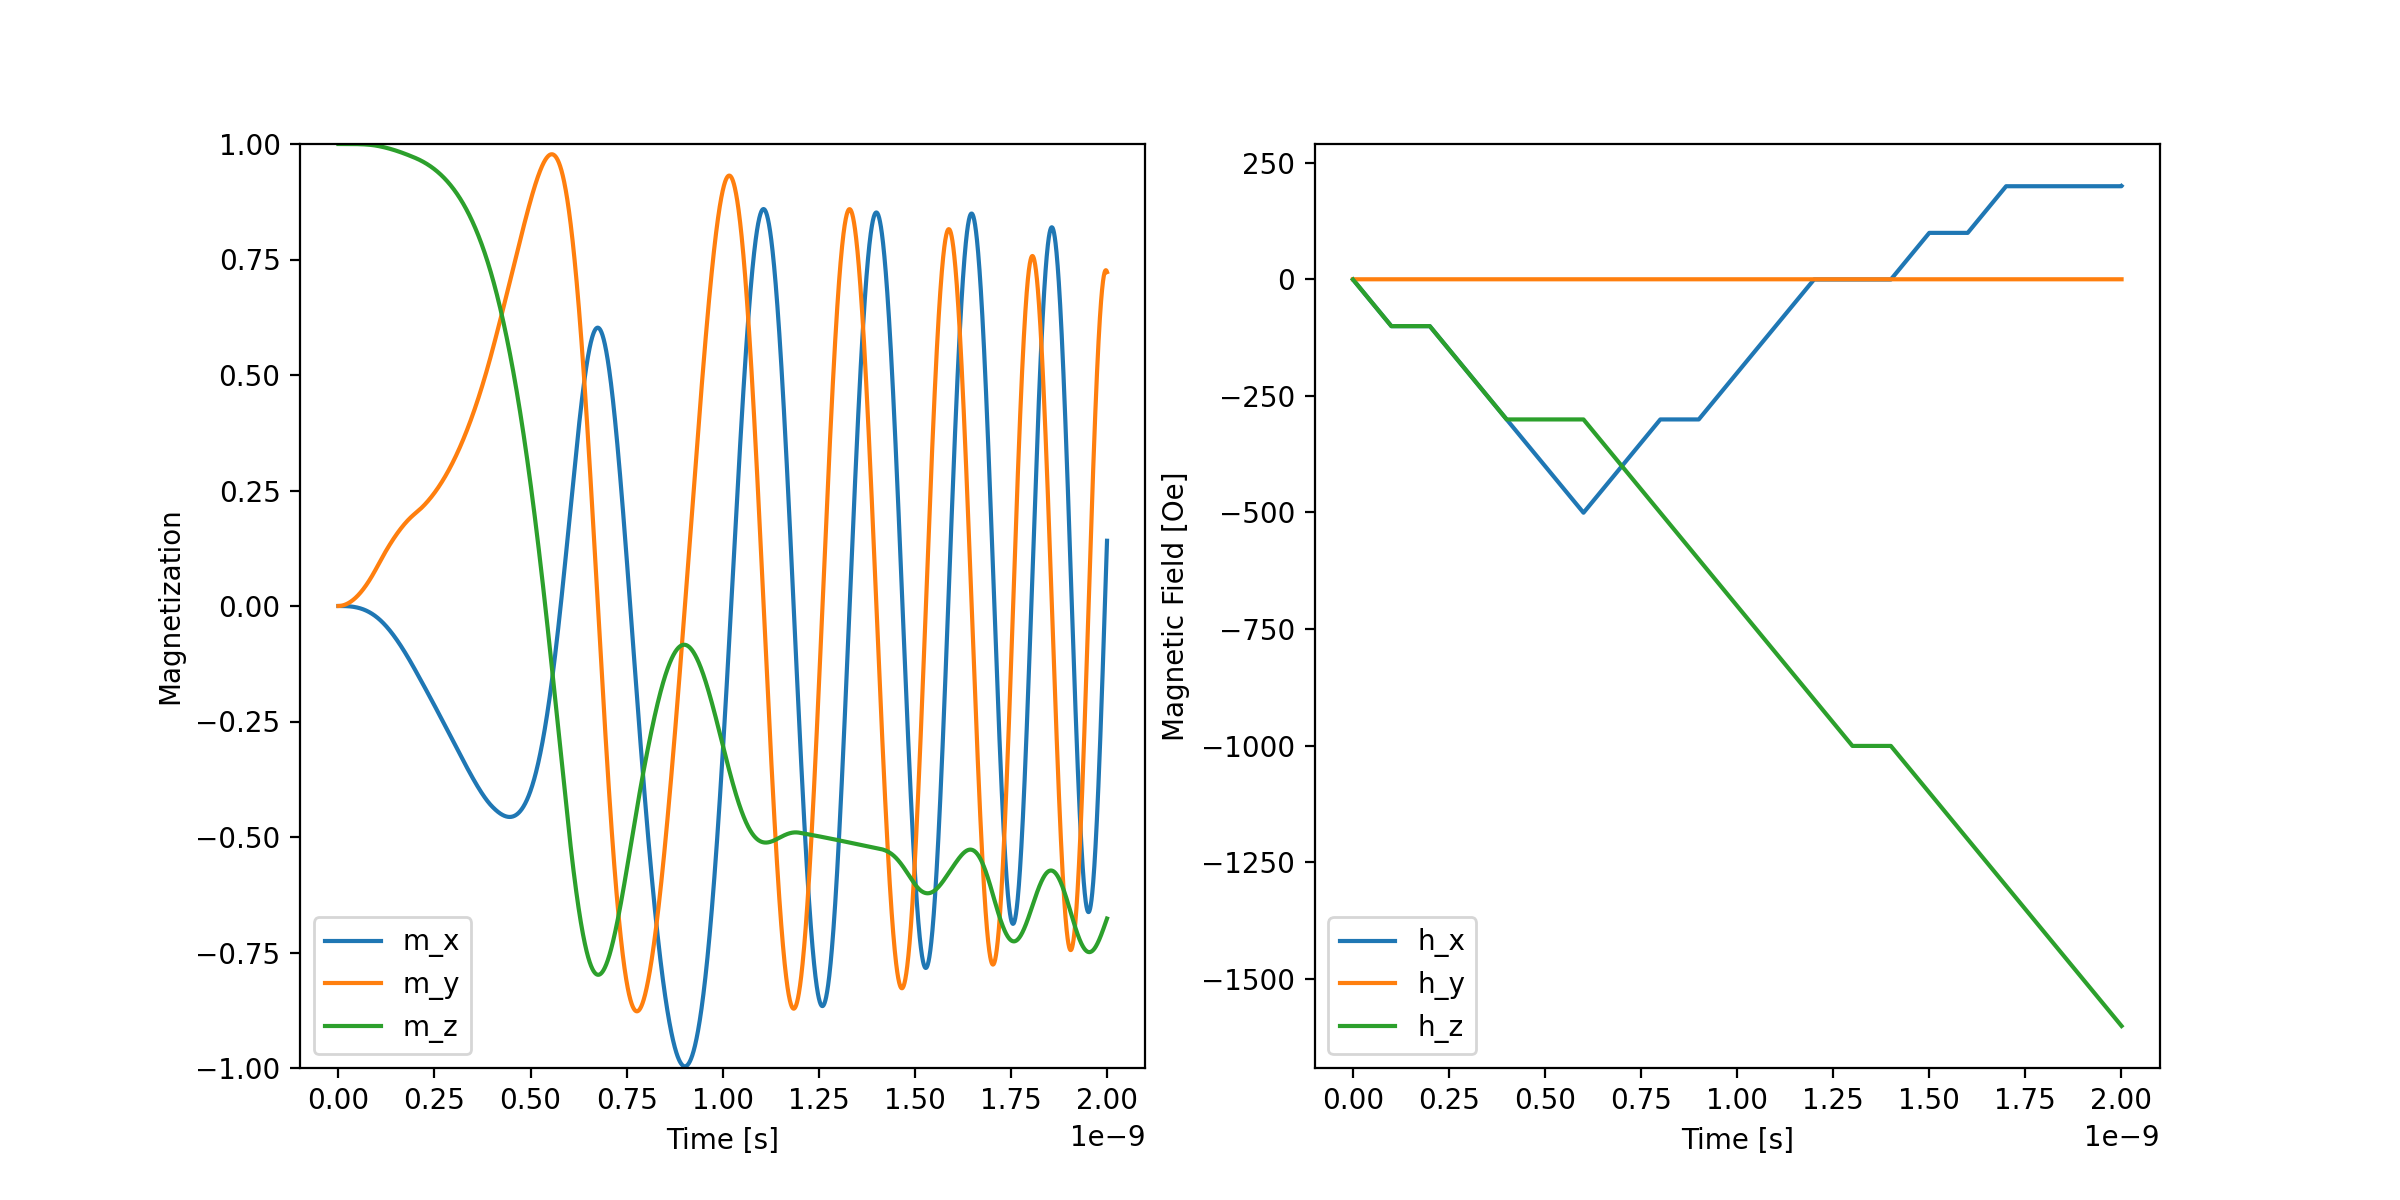 1.00
0.75
0.50
0.25
0.00
−0.25
−0.50
−0.75
−1.00
Magnetization
m_x
m_y
m_z
0.00 0.25 0.50 0.75 1.00 1.25 1.50 1.75 2.00
Time [s]
1e−9
250
0
−250
−500
−750
−1000
−1250
−1500
Magnetic Field [Oe]
h_x
h_y
h_z
0.00 0.25 0.50 0.75 1.00 1.25 1.50 1.75 2.00
Time [s]
1e−9